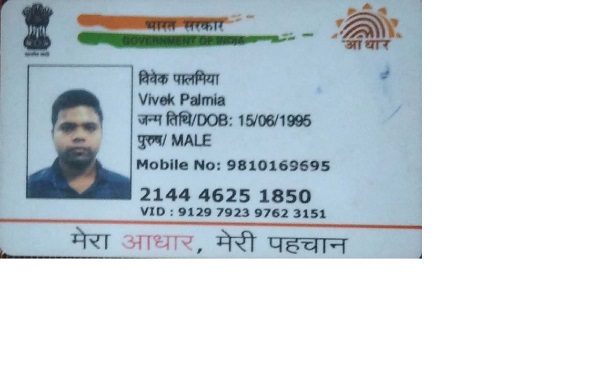 भारत सरकार
GOVERNMENT OF INDIA
आधार
विवेक पालमिया
Vivek Palmia
जन्म तिथि/DOB: 15/06/1995
पुरुष/ MALE
Mobile No: 9810169695
2144 4625 1850
VID : 9129 7923 9762 3151
मेरा आधार, मेरी पहचान